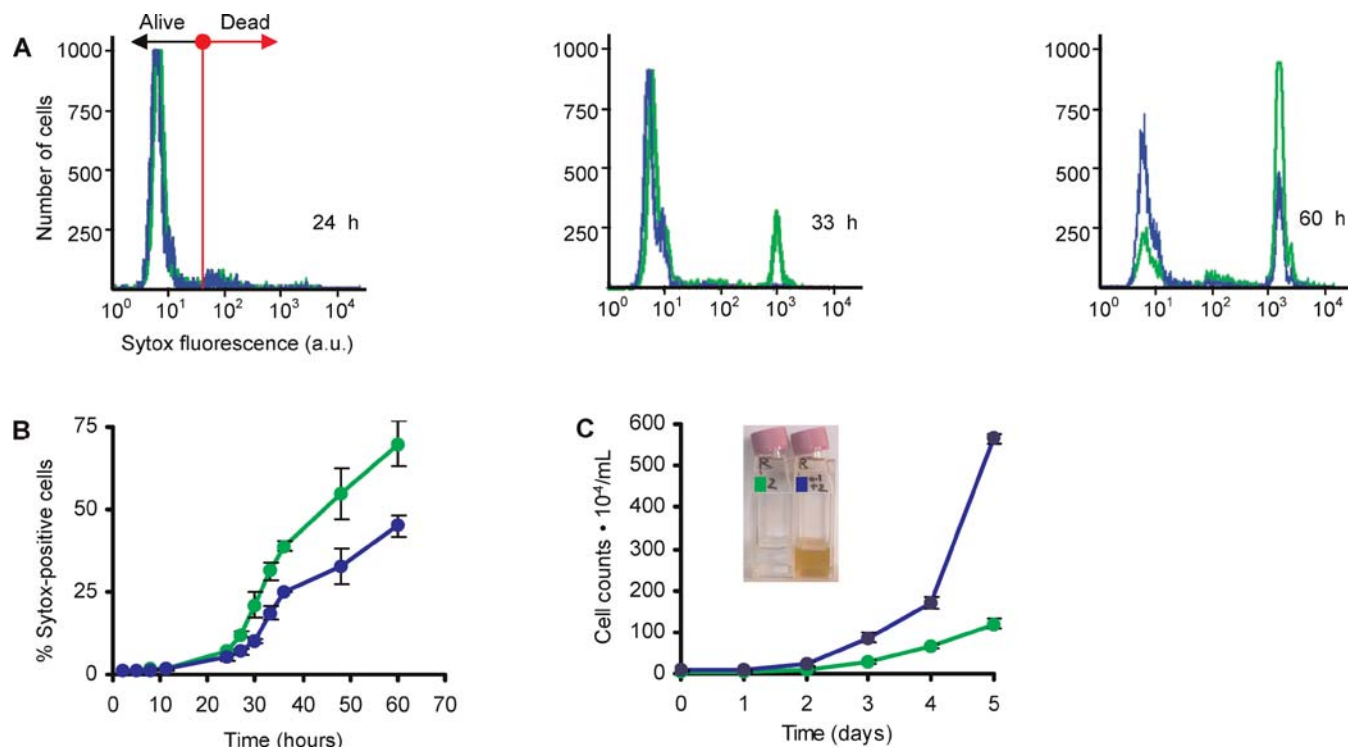 A
Alive Dead
Number of cells
1000
750
500
250
10⁰ 10¹ 10² 10³ 10⁴
24 h
Sytox fluorescence (a.u.)
1000
750
500
250
10⁰ 10¹ 10² 10³ 10⁴
33 h
1000
750
500
250
10⁰ 10¹ 10² 10³ 10⁴
60 h
B
% Sytox-positive cells
75
50
25
0
0 10 20 30 40 50 60 70
Time (hours)
C
Cell counts • 10⁴/mL
600
500
400
300
200
100
0
R R
2
0 1 2 3 4 5
Time (days)